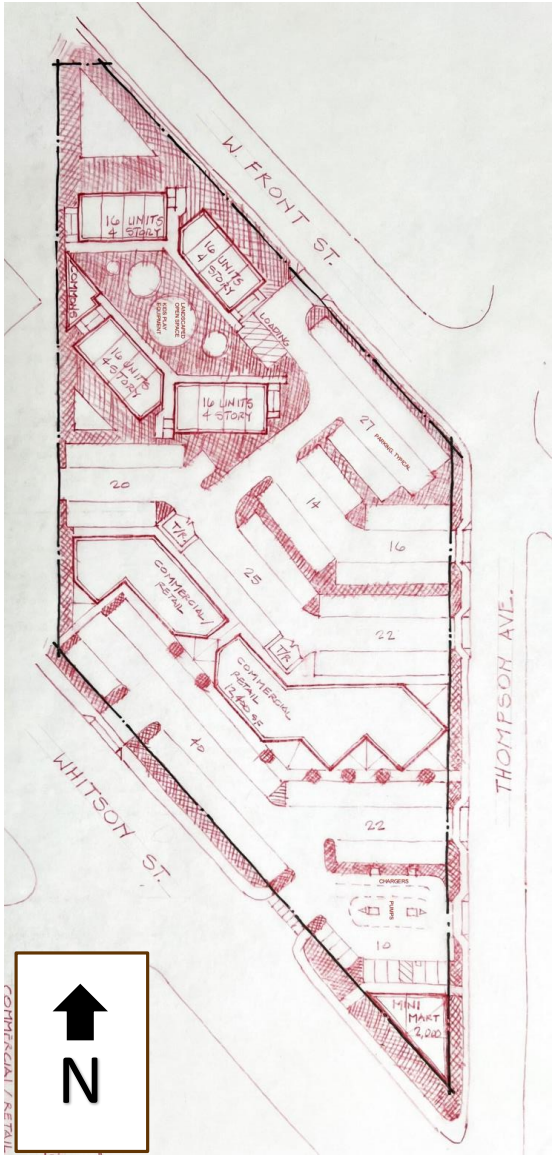 W. FRONT ST.
16 UNITS
4 STORY
16 UNITS
4 STORY
COMMONS
LANDSCAPED
OPEN SPACE
KIDS PLAY
EQUIPMENT
LOADING
16 UNITS
4 STORY
16 UNITS
4 STORY
27 PARKING, TYPICAL
20
14
16
T/R
25
COMMERCIAL/
RETAIL
22
T/R
COMMERCIAL
RETAIL
12,400 SF
THOMPSON AVE.
40
WHITSON ST.
22
CHARGERS
PUMPS
10
MINI
MART
2,000
N
COMMERCIAL / RETAIL